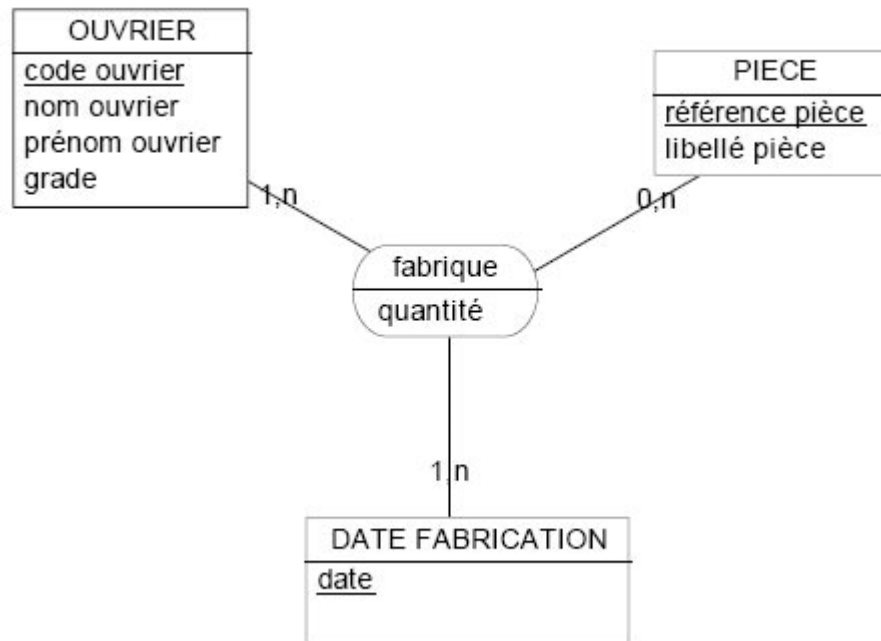 OUVRIER
code ouvrier
nom ouvrier
prénom ouvrier
grade
PIECE
référence pièce
libellé pièce
1,n
0,n
fabrique
quantité
1,n
DATE FABRICATION
date